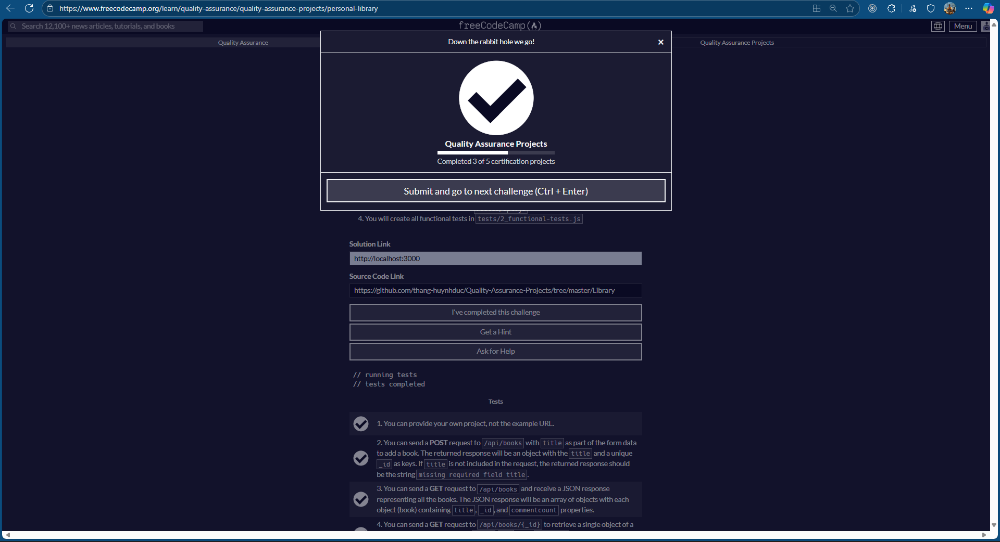 https://www.freecodecamp.org/learn/quality-assurance/quality-assurance-projects/personal-library
Search 12,100+ news articles, tutorials, and books
freeCodeCamp(🔥)
Menu
Quality Assurance
Quality Assurance Projects
Down the rabbit hole we go!
×
Quality Assurance Projects
Completed 3 of 5 certification projects
Submit and go to next challenge (Ctrl + Enter)
4. You will create all functional tests in tests/2_functional-tests.js
Solution Link
http://localhost:3000
Source Code Link
https://github.com/thang-huynhduc/Quality-Assurance-Projects/tree/master/Library
I've completed this challenge
Get a Hint
Ask for Help
// running tests
// tests completed
Tests
1. You can provide your own project, not the example URL.
2. You can send a POST request to /api/books with title as part of the form data
to add a book. The returned response will be an object with the title and a unique
_id as keys. If title is not included in the request, the returned response should
be the string missing required field title.
3. You can send a GET request to /api/books and receive a JSON response
representing all the books. The JSON response will be an array of objects with each
object (book) containing title, _id, and commentcount properties.
4. You can send a GET request to /api/books/{_id} to retrieve a single object of a